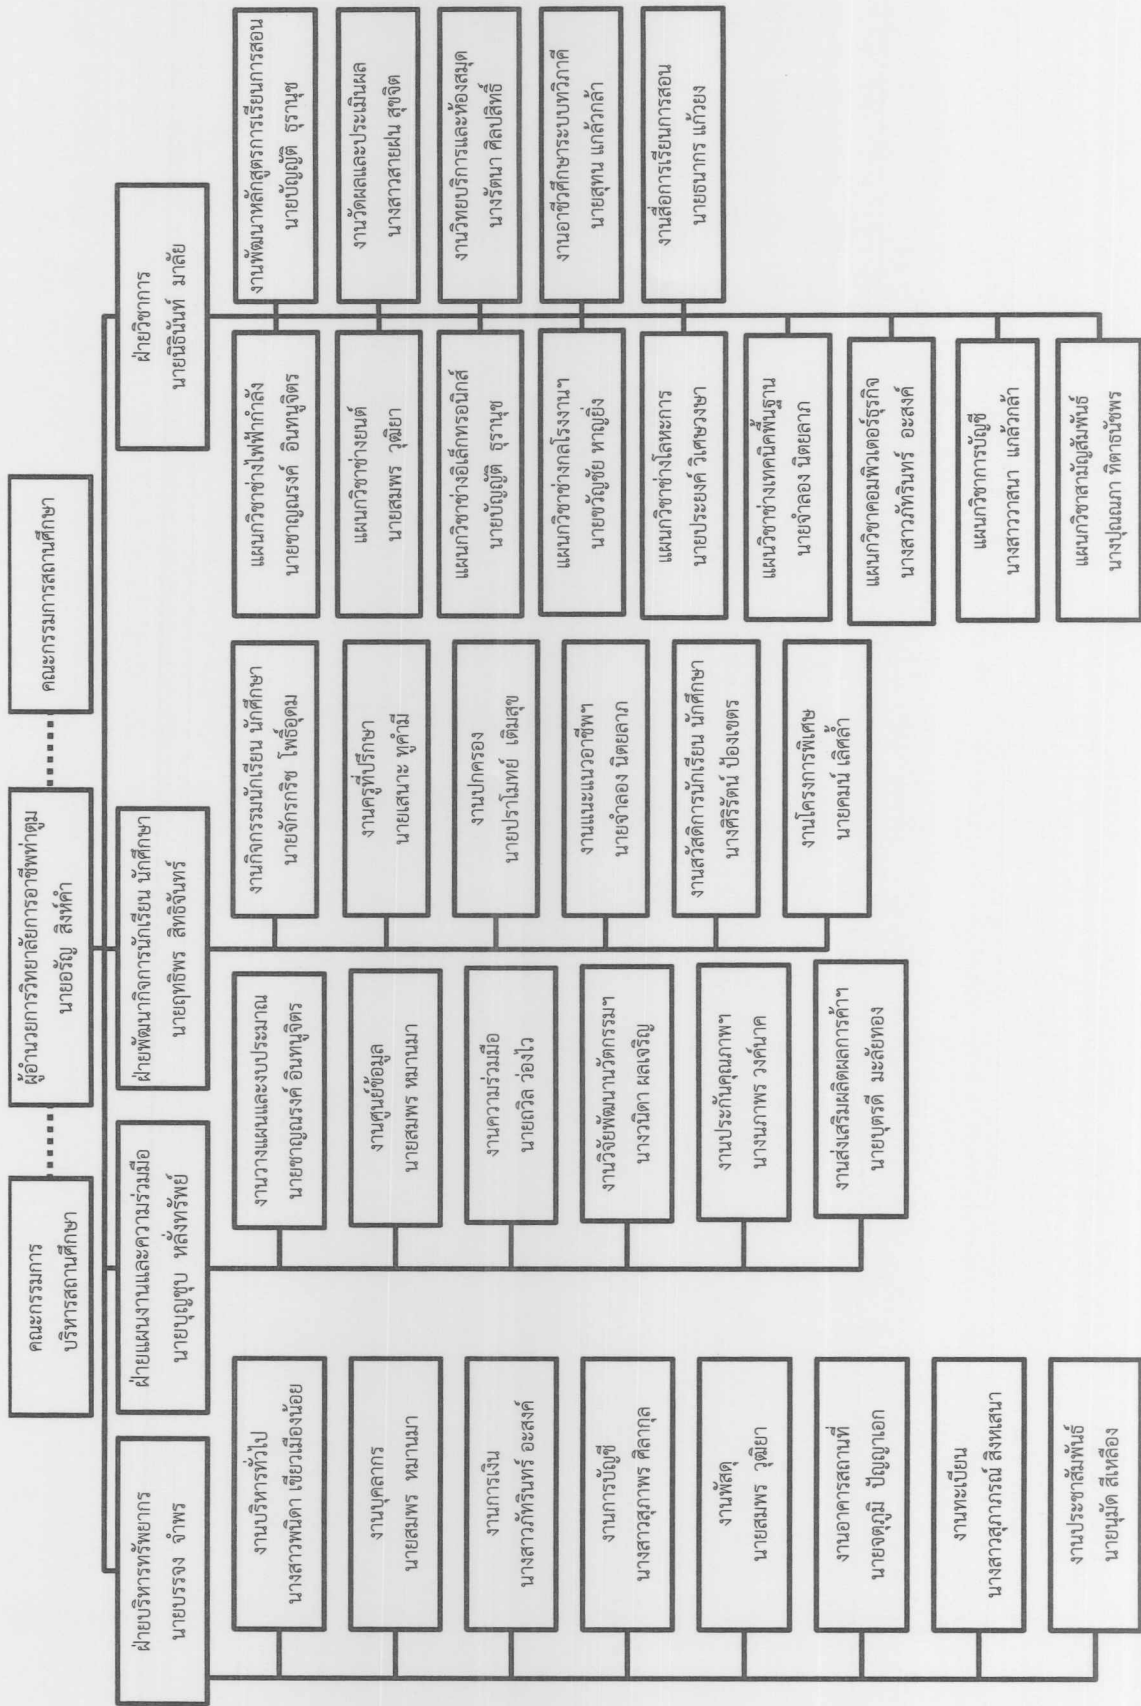 คณะกรรมการ
บริหารสถานศึกษา
ผู้อำนวยการวิทยาลัยการอาชีพท่าตูม
นายอรัญ สิงห์คำ
คณะกรรมการสถานศึกษา
ฝ่ายบริหารทรัพยากร
นายบรรจง จำพร
ฝ่ายแผนงานและความร่วมมือ
นายบุญชุบ หลั่งทรัพย์
ฝ่ายพัฒนากิจการนักเรียน นักศึกษา
นายฤทธิพร สิทธิจันทร์
ฝ่ายวิชาการ
นายนิธินันท์ มาลัย
งานบริหารทั่วไป
นางสาวพนิดา เขียวเมืองน้อย
งานบุคลากร
นายสมพร หมานมา
งานการเงิน
นางสาวภัทรินทร์ อะสงค์
งานการบัญชี
นางสาวสุภาพร ศิลากุล
งานพัสดุ
นายสมพร วุฒิยา
งานอาคารสถานที่
นายจตุภูมิ ปัญญาเอก
งานทะเบียน
นางสาวสุภาภรณ์ สิงหเสนา
งานประชาสัมพันธ์
นายนุมัด สีเหลือง
งานวางแผนและงบประมาณ
นายชาญณรงค์ อินทนูจิตร
งานศูนย์ข้อมูล
นายสมพร หมานมา
งานความร่วมมือ
นายถวิล ว่องไว
งานวิจัยพัฒนานวัตกรรมฯ
นางวนิดา ผลเจริญ
งานประกันคุณภาพฯ
นางนภาพร วงค์นาค
งานส่งเสริมผลิตผลการค้าฯ
นายบุตรดี มะลัยทอง
งานกิจกรรมนักเรียน นักศึกษา
นายจักรกริช โพธิ์อุดม
งานครูที่ปรึกษา
นายเสนาะ ทูคำมี
งานปกครอง
นายปราโมทย์ เติมสุข
งานแนะแนวอาชีพฯ
นายจำลอง นิตยลาภ
งานสวัสดิการนักเรียน นักศึกษา
นางศิริรัตน์ ป้องเขตร
งานโครงการพิเศษ
นายคมน์ เลิศล้ำ
แผนกวิชาช่างไฟฟ้ากำลัง
นายชาญณรงค์ อินทนูจิตร
แผนกวิชาช่างยนต์
นายสมพร วุฒิยา
แผนกวิชาช่างอิเล็กทรอนิกส์
นายบัญญัติ ธุรานุช
แผนกวิชาช่างกลโรงงานฯ
นายขวัญชัย หาญยิ่ง
แผนกวิชาช่างโลหะการ
นายประยงค์ วิเศษวงษา
แผนวิชาช่างเทคนิคพื้นฐาน
นายจำลอง นิตยลาภ
แผนกวิชาคอมพิวเตอร์ธุรกิจ
นางสาวภัทรินทร์ อะสงค์
แผนกวิชาการบัญชี
นางสาววาสนา แกล้วกล้า
แผนกวิชาสามัญสัมพันธ์
นางปุณณภา ทิตาธนัชพร
งานพัฒนาหลักสูตรการเรียนการสอน
นายบัญญัติ ธุรานุช
งานวัดผลและประเมินผล
นางสาวสายฝน สุขจิต
งานวิทยบริการและห้องสมุด
นางรัตนา ศิลปสิทธิ์
งานอาชีวศึกษาระบบทวิภาคี
นายสุทน แกล้วกล้า
งานสื่อการเรียนการสอน
นายธนากร แก้วยง